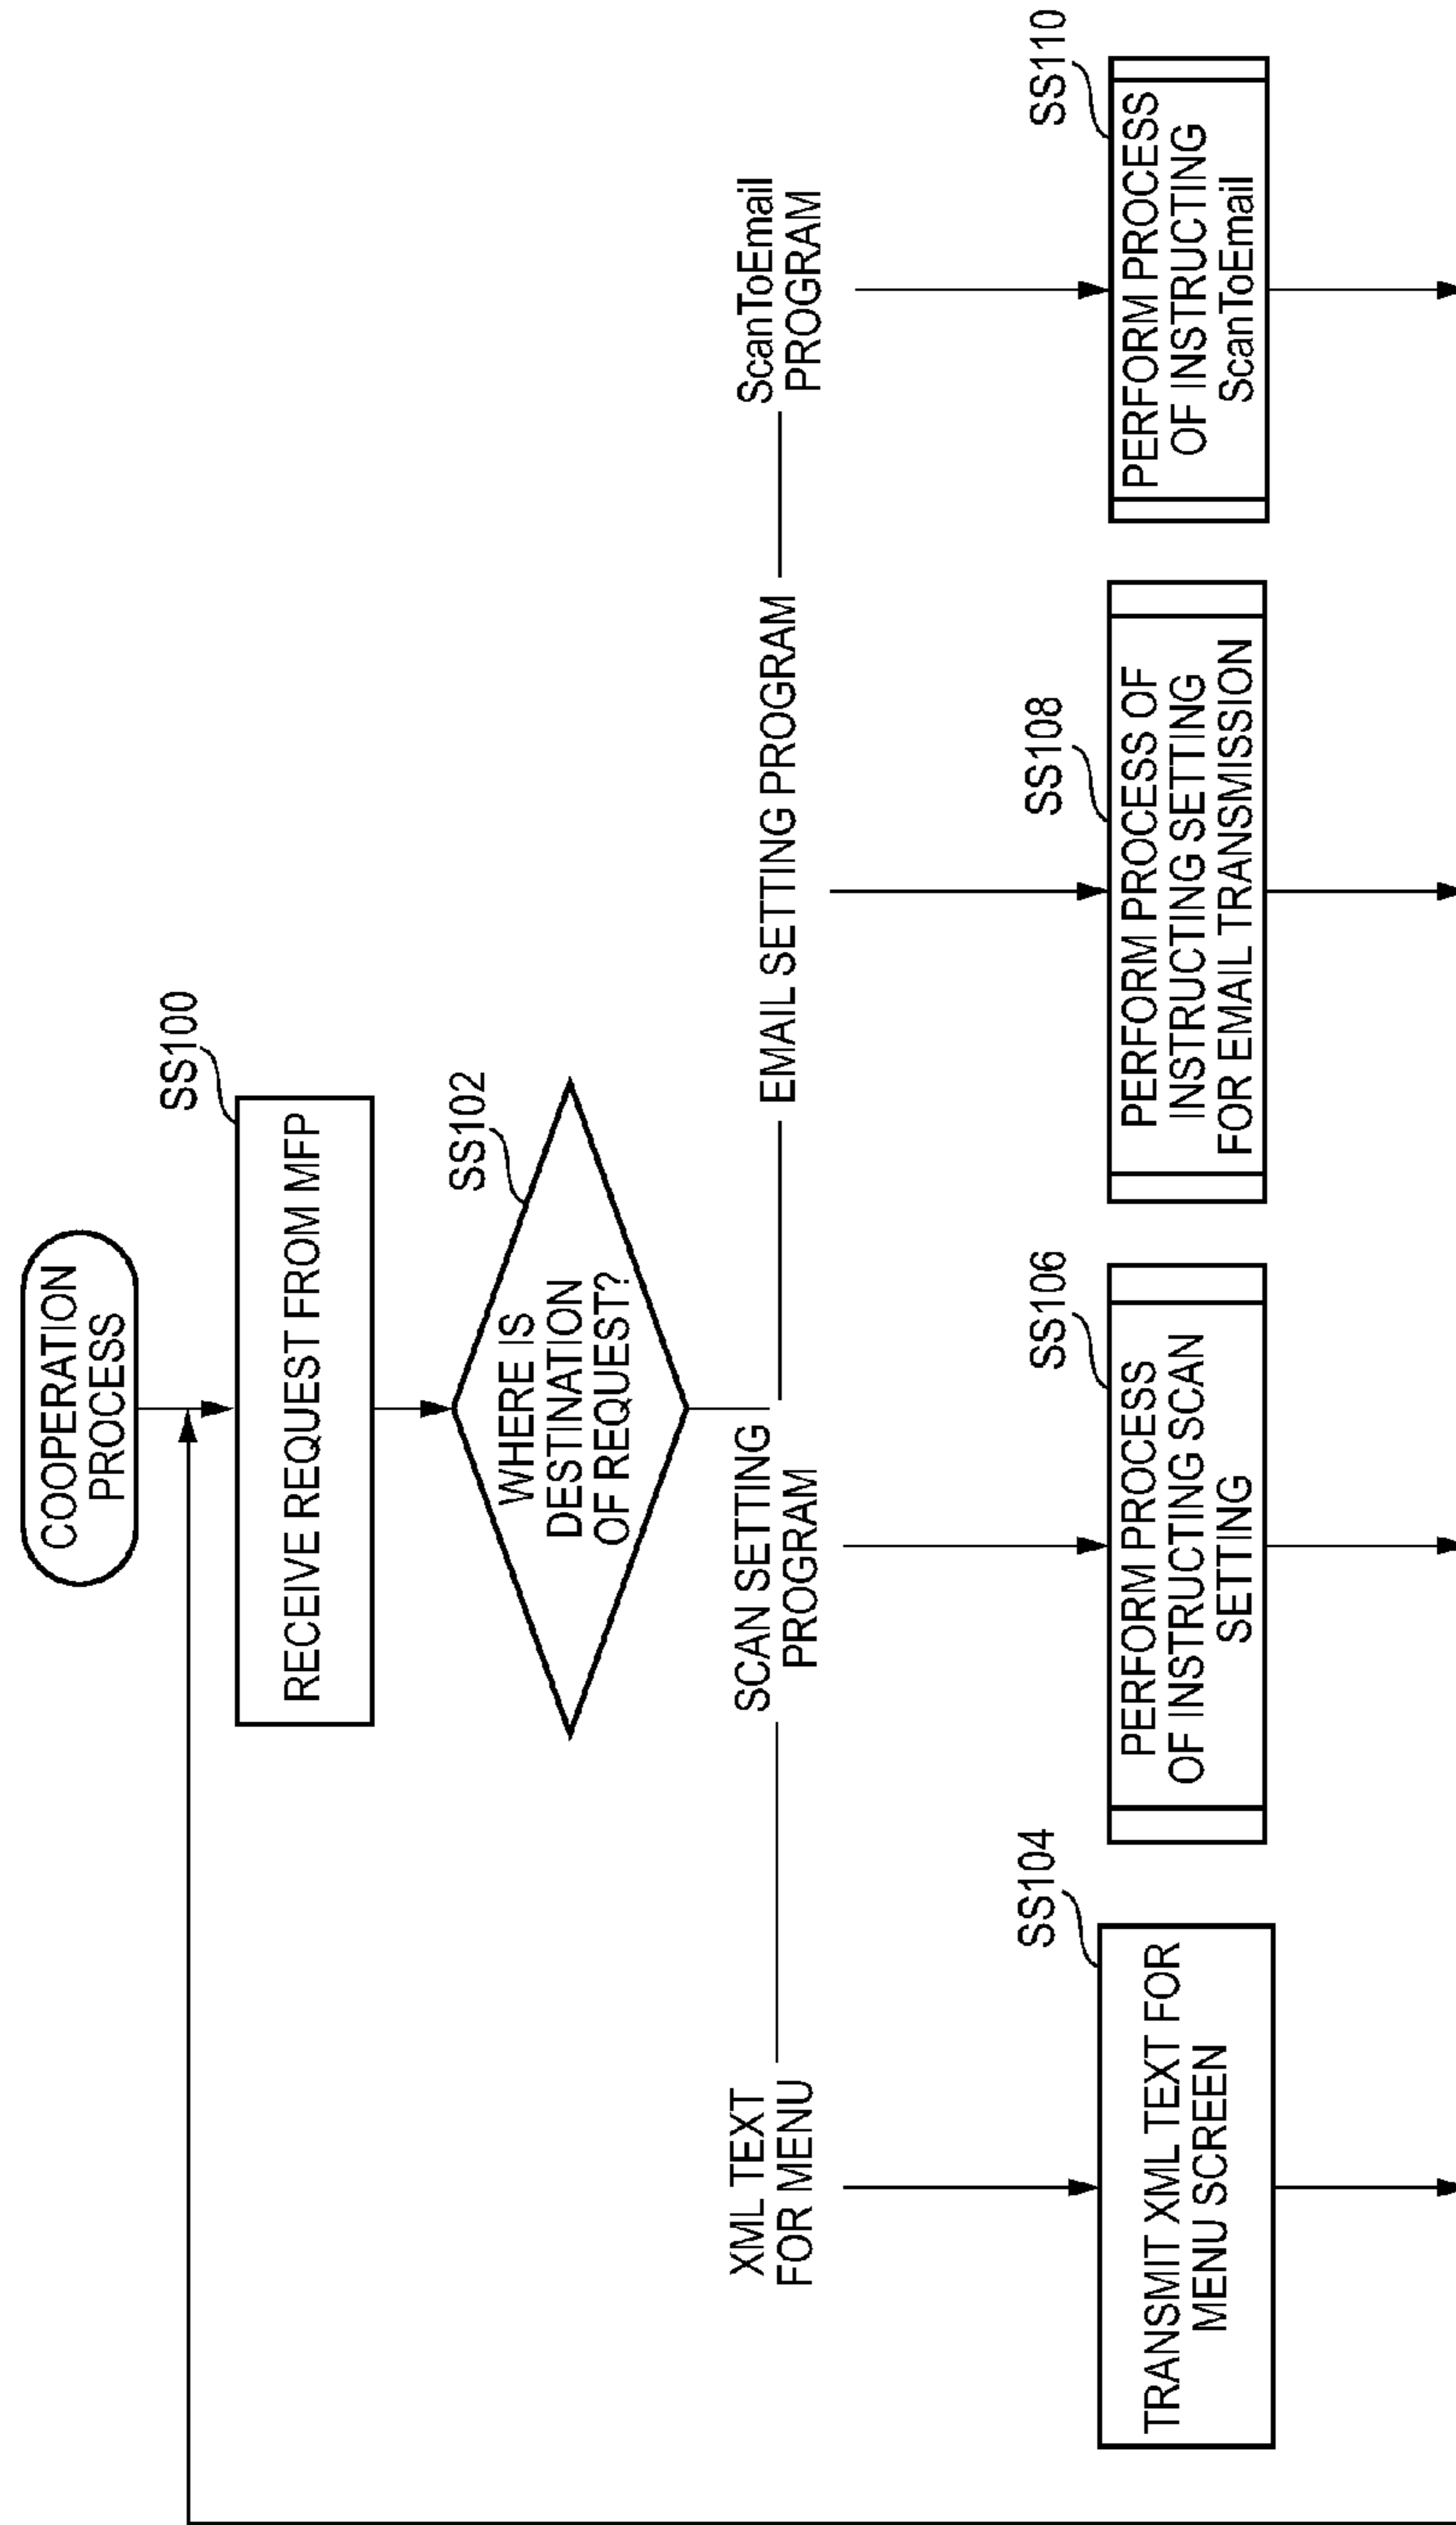 COOPERATION
PROCESS
SS100
RECEIVE REQUEST FROM MFP
SS102
WHERE IS
DESTINATION
OF REQUEST?
XML TEXT
FOR MENU
SCAN SETTING
PROGRAM
EMAIL SETTING PROGRAM
ScanToEmail
PROGRAM
SS104
TRANSMIT XML TEXT FOR
MENU SCREEN
SS106
PERFORM PROCESS
OF INSTRUCTING SCAN
SETTING
SS108
PERFORM PROCESS OF
INSTRUCTING SETTING
FOR EMAIL TRANSMISSION
SS110
PERFORM PROCESS
OF INSTRUCTING
ScanToEmail